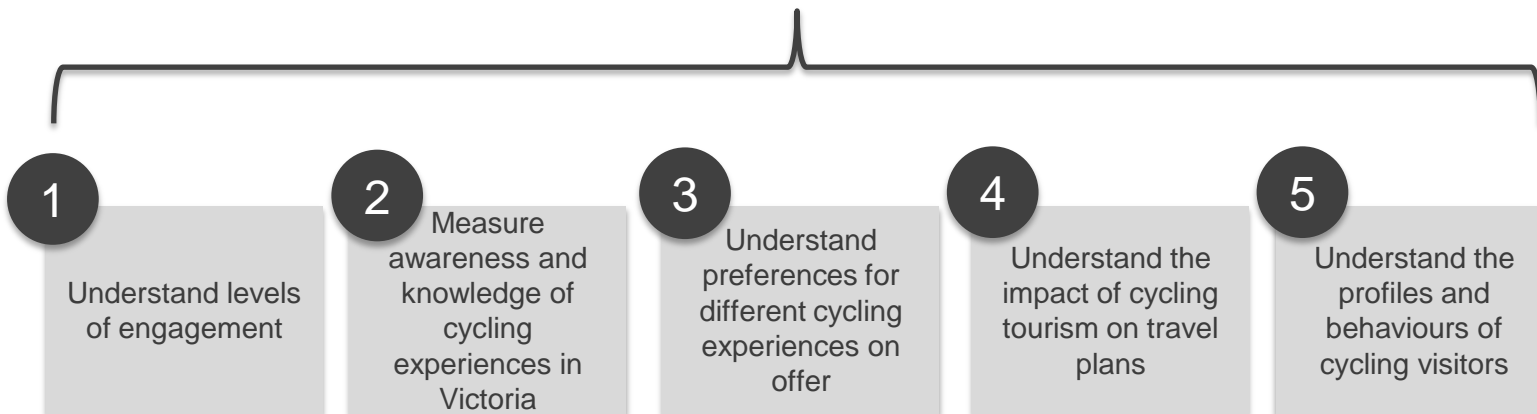 1
Understand levels
of engagement
2
Measure
awareness and
knowledge of
cycling
experiences in
Victoria
3
Understand
preferences for
different cycling
experiences on
offer
4
Understand the
impact of cycling
tourism on travel
plans
5
Understand the
profiles and
behaviours of
cycling visitors